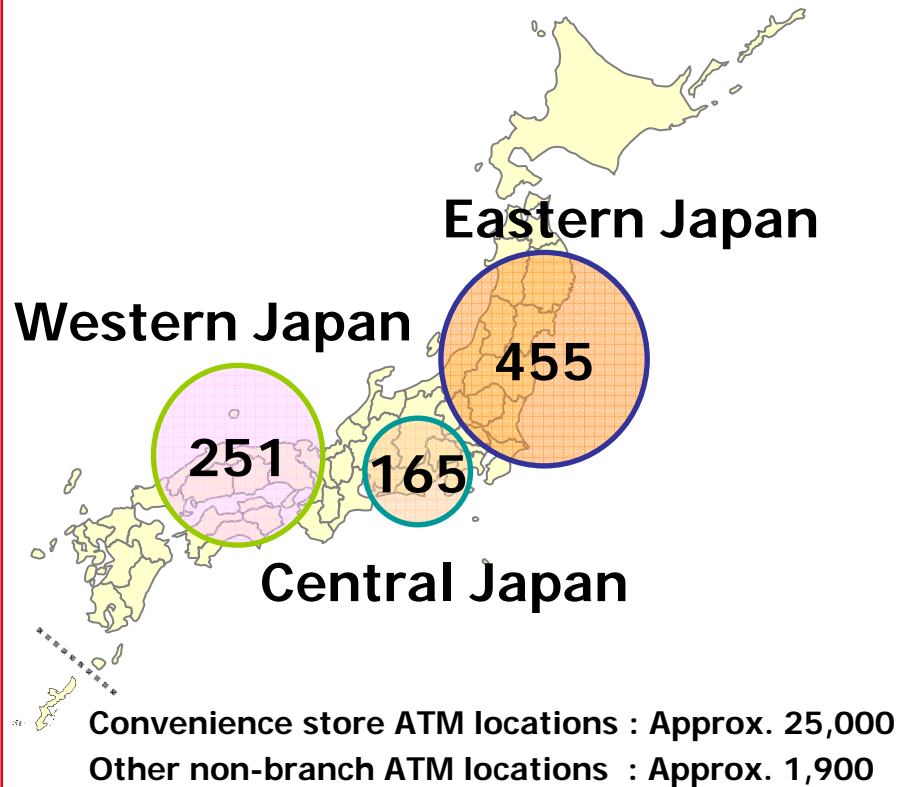 Eastern Japan
455
Western Japan
251
165
Central Japan
Convenience store ATM locations : Approx. 25,000
Other non-branch ATM locations : Approx. 1,900